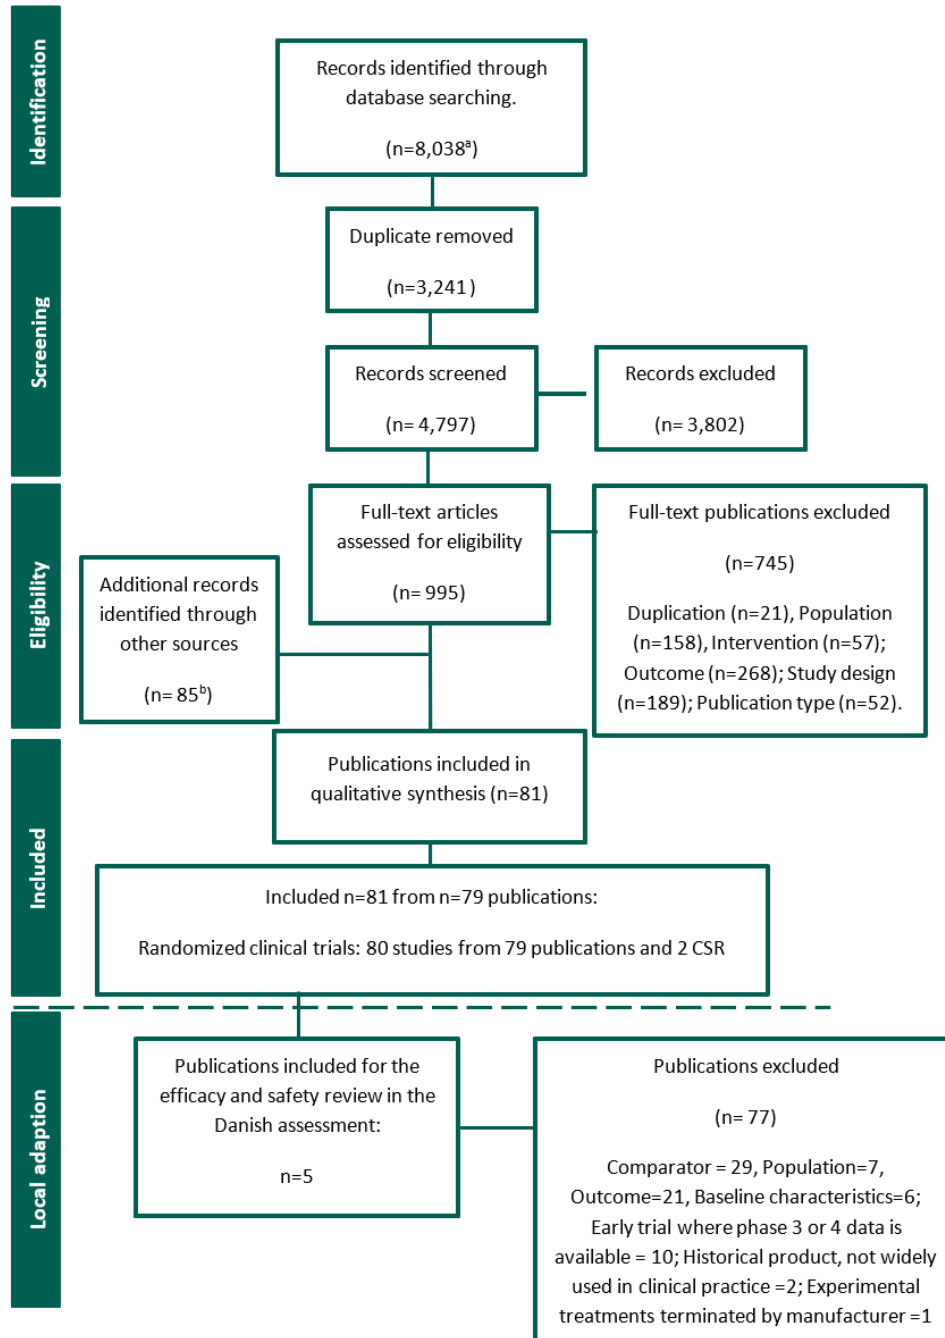 Identification
Records identified through
database searching.
(n=8,038ᵃ)
Screening
Duplicate removed
(n=3,241)
Records screened
(n= 4,797)
Records excluded
(n= 3,802)
Eligibility
Full-text articles
assessed for eligibility
(n= 995)
Full-text publications excluded
(n=745)
Duplication (n=21), Population
(n=158), Intervention (n=57);
Outcome (n=268); Study design
(n=189); Publication type (n=52).
Additional records
identified through
other sources
(n= 85ᵇ)
Included
Publications included in
qualitative synthesis (n=81)
Included n=81 from n=79 publications:
Randomized clinical trials: 80 studies from 79 publications and 2 CSR
Local adaption
Publications included for the
efficacy and safety review in the
Danish assessment:
n=5
Publications excluded
(n= 77)
Comparator = 29, Population=7,
Outcome=21, Baseline characteristics=6;
Early trial where phase 3 or 4 data is
available = 10; Historical product, not widely
used in clinical practice =2; Experimental
treatments terminated by manufacturer =1